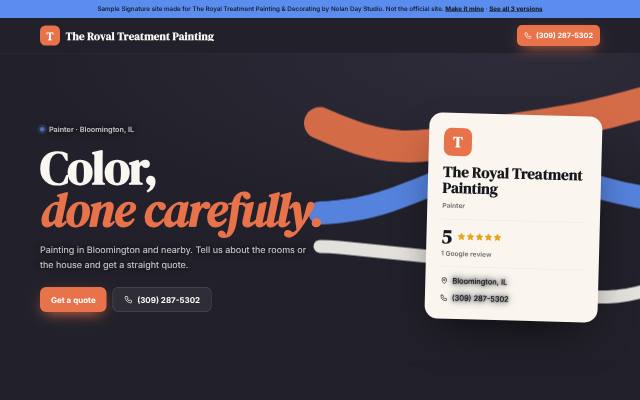 Sample Signature site made for The Royal Treatment Painting & Decorating by Nolan Day Studio. Not the official site. Make it mine · See all 3 versions
T The Royal Treatment Painting
(309) 287-5302
Painter · Bloomington, IL
Color,
done carefully.
Painting in Bloomington and nearby. Tell us about the rooms or
the house and get a straight quote.
Get a quote
(309) 287-5302
T
The Royal Treatment
Painting
Painter
5 ★★★★★
1 Google review
Bloomington, IL
(309) 287-5302